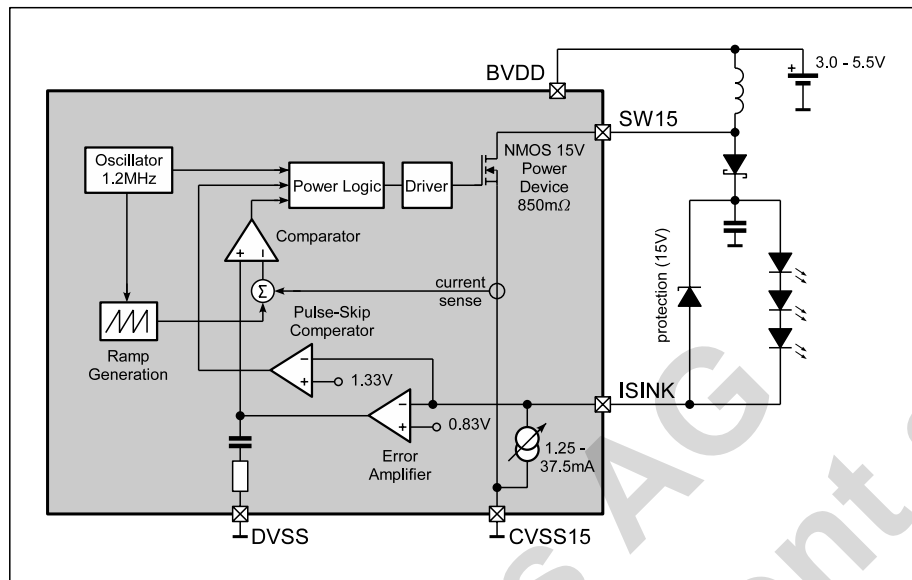 BVDD
3.0 - 5.5V
SW15
Oscillator
1.2MHz
Power Logic
Driver
NMOS 15V
Power
Device
850mΩ
Comparator
+
–
Σ
current
sense
protection (15V)
Pulse-Skip
Comperator
Ramp
Generation
–
+
1.33V
ISINK
–
+
0.83V
Error
Amplifier
1.25 -
37.5mA
DVSS
CVSS15
+
AG